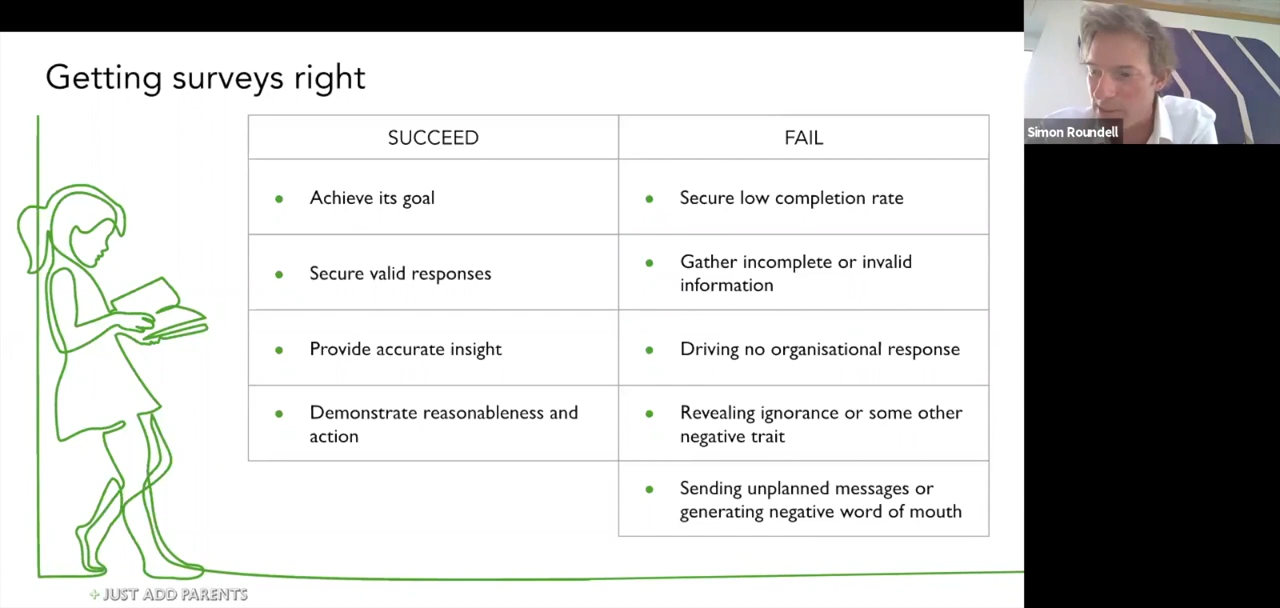 Getting surveys right
SUCCEED
FAIL
Achieve its goal
Secure low completion rate
Secure valid responses
Gather incomplete or invalid
information
Provide accurate insight
Driving no organisational response
Demonstrate reasonableness and
action
Revealing ignorance or some other
negative trait
Sending unplanned messages or
generating negative word of mouth
+ JUST ADD PARENTS
Simon Roundell